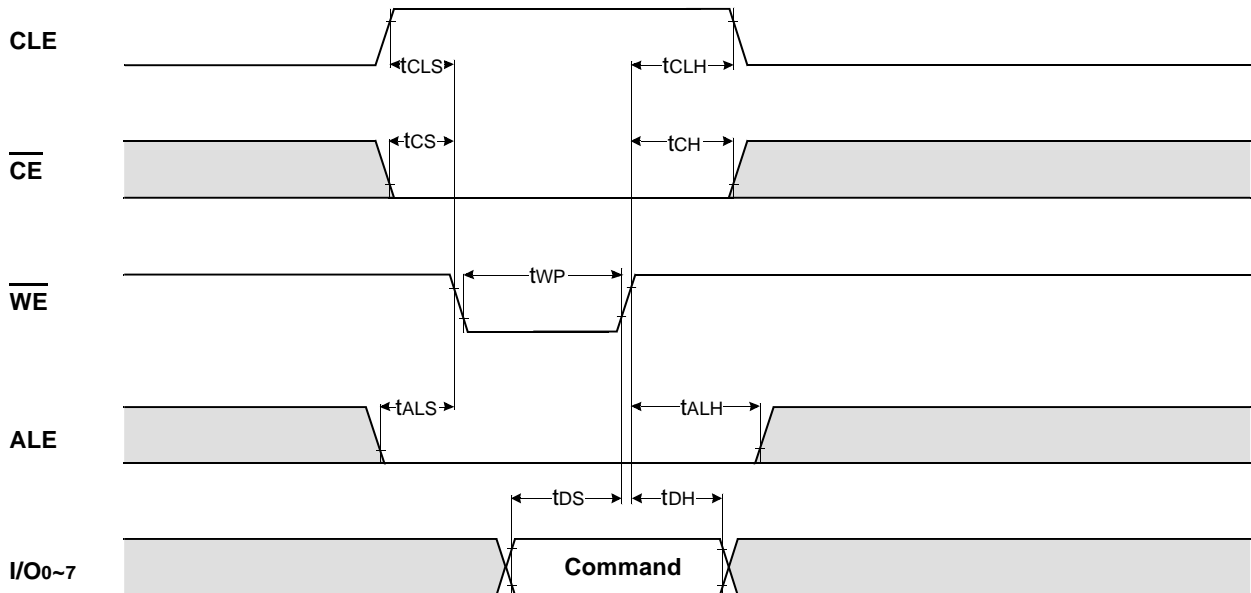 CLE
tCLS
tCLH
CE
tCS
tCH
WE
tWP
ALE
tALS
tALH
tDS
tDH
I/O0~7
Command